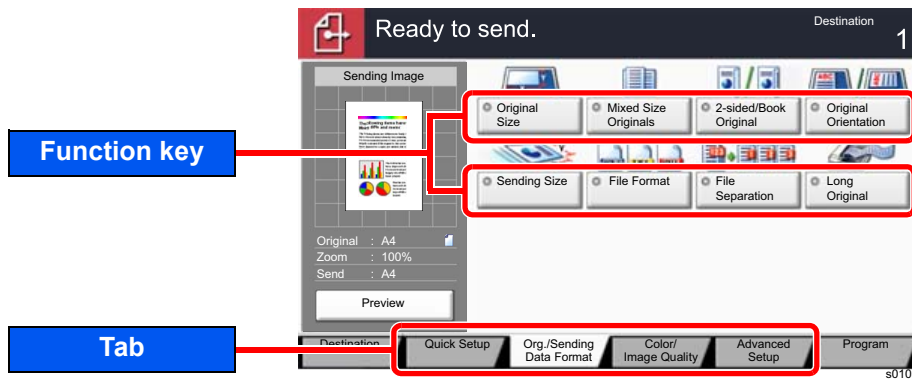 Ready to send.
Destination
1
Sending Image
Original
Size
Mixed Size
Originals
2-sided/Book
Original
Original
Orientation
Function key
Sending Size
File Format
File
Separation
Long
Original
Original : A4
Zoom : 100%
Send : A4
Preview
Tab
Destination
Quick Setup
Org./Sending
Data Format
Color/
Image Quality
Advanced
Setup
Program
s010